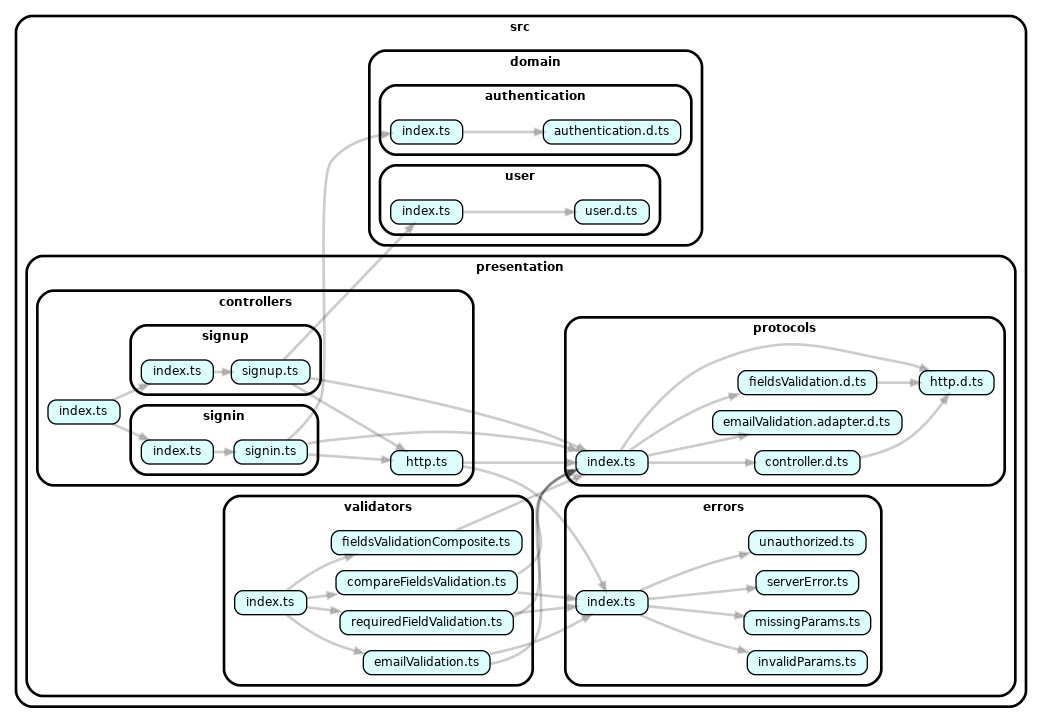 src
domain
authentication
index.ts
authentication.d.ts
user
index.ts
user.d.ts
presentation
controllers
signup
index.ts
signup.ts
index.ts
signin
index.ts
signin.ts
http.ts
protocols
fieldsValidation.d.ts
http.d.ts
emailValidation.adapter.d.ts
index.ts
controller.d.ts
validators
fieldsValidationComposite.ts
compareFieldsValidation.ts
index.ts
requiredFieldValidation.ts
emailValidation.ts
errors
unauthorized.ts
serverError.ts
index.ts
missingParams.ts
invalidParams.ts